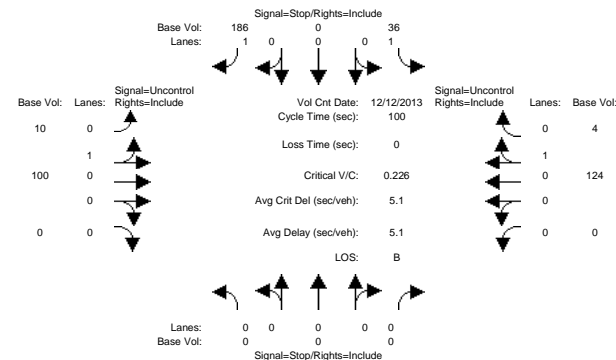 Signal=Stop/Rights=Include
Base Vol: 186 0 36
Lanes: 1 0 0 0 1
Signal=Uncontrol
Base Vol: Lanes: Rights=Include
Vol Cnt Date: 12/12/2013
Signal=Uncontrol
Rights=Include Lanes: Base Vol:
Cycle Time (sec): 100
10 0
0 4
Loss Time (sec): 0
1
1
100 0
Critical V/C: 0.226
0 124
0
Avg Crit Del (sec/veh): 5.1
0
0 0
Avg Delay (sec/veh): 5.1
0 0
LOS: B
Lanes: 0 0 0 0 0
Base Vol: 0 0 0
Signal=Stop/Rights=Include